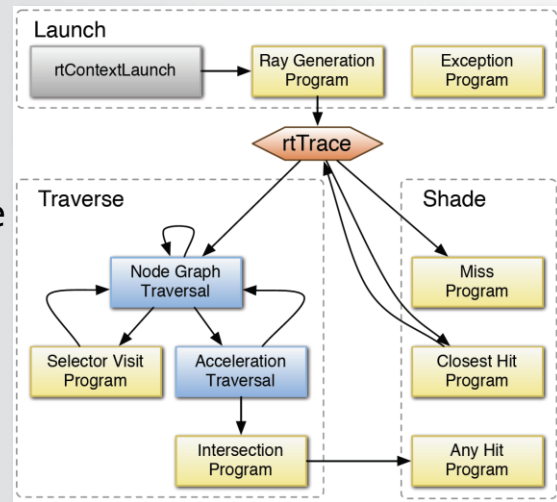 Launch
rtContextLaunch
Ray Generation
Program
Exception
Program
rtTrace
e
Traverse
Shade
Node Graph
Traversal
Miss
Program
Selector Visit
Program
Acceleration
Traversal
Closest Hit
Program
Intersection
Program
Any Hit
Program